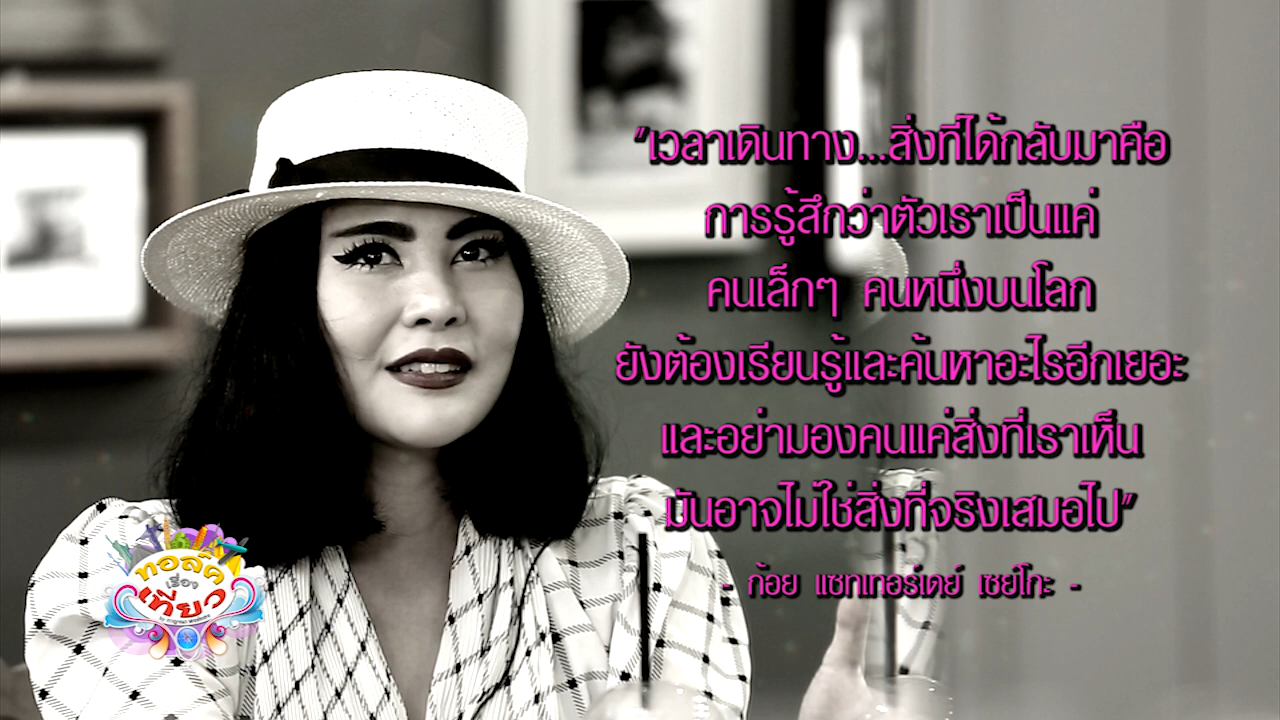 "เวลาเดินทาง...สิ่งที่ได้กลับมาคือ
การรู้สึกว่าตัวเราเป็นแค่
คนเล็กๆ คนหนึ่งบนโลก
ยังต้องเรียนรู้และค้นหาอะไรอีกเยอะ
และอย่ามองคนแค่สิ่งที่เราเห็น
มันอาจไม่ใช่สิ่งที่จริงเสมอไป"
- ก้อย แซทเทอร์เดย์ เซย์โกะ -
ทอล์ค
เรื่อง
เที่ยว